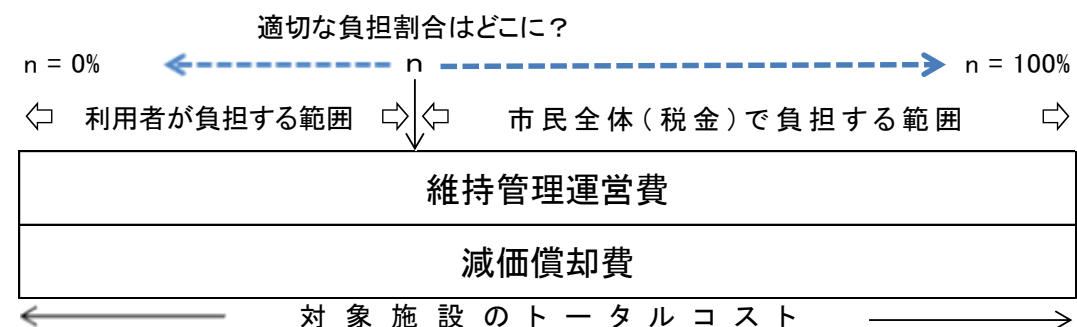 適切な負担割合はどこに？
n = 0% n n = 100%
利用者が負担する範囲 市民全体(税金)で負担する範囲
維持管理運営費
減価償却費
対象施設のトータルコスト